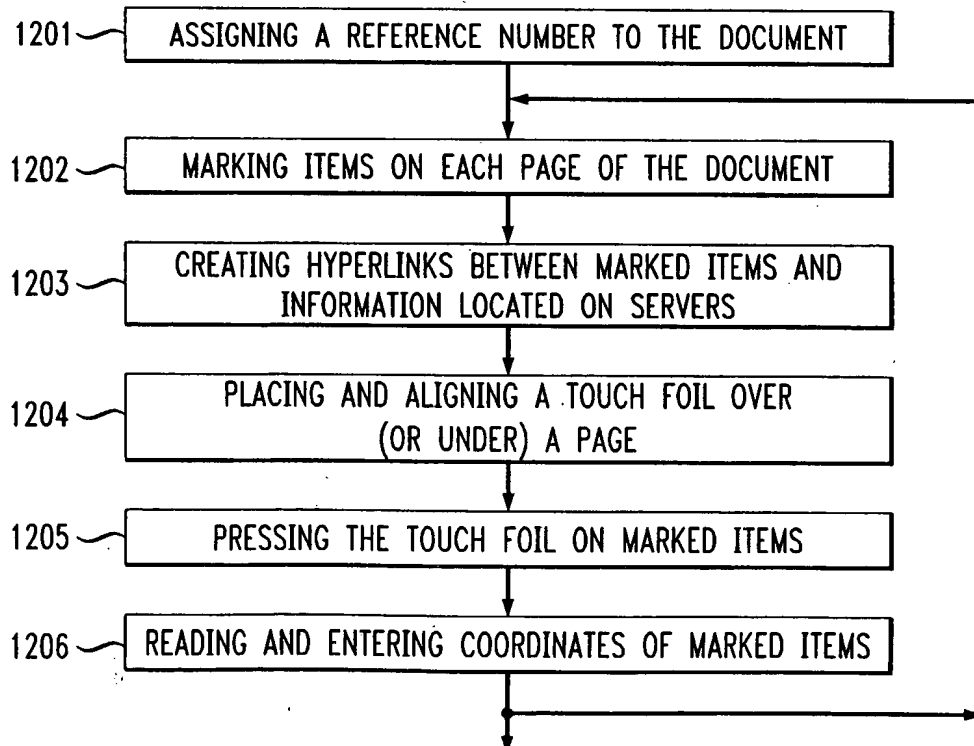 1201 ASSIGNING A REFERENCE NUMBER TO THE DOCUMENT
1202 MARKING ITEMS ON EACH PAGE OF THE DOCUMENT
1203 CREATING HYPERLINKS BETWEEN MARKED ITEMS AND
INFORMATION LOCATED ON SERVERS
1204 PLACING AND ALIGNING A TOUCH FOIL OVER
(OR UNDER) A PAGE
1205 PRESSING THE TOUCH FOIL ON MARKED ITEMS
1206 READING AND ENTERING COORDINATES OF MARKED ITEMS